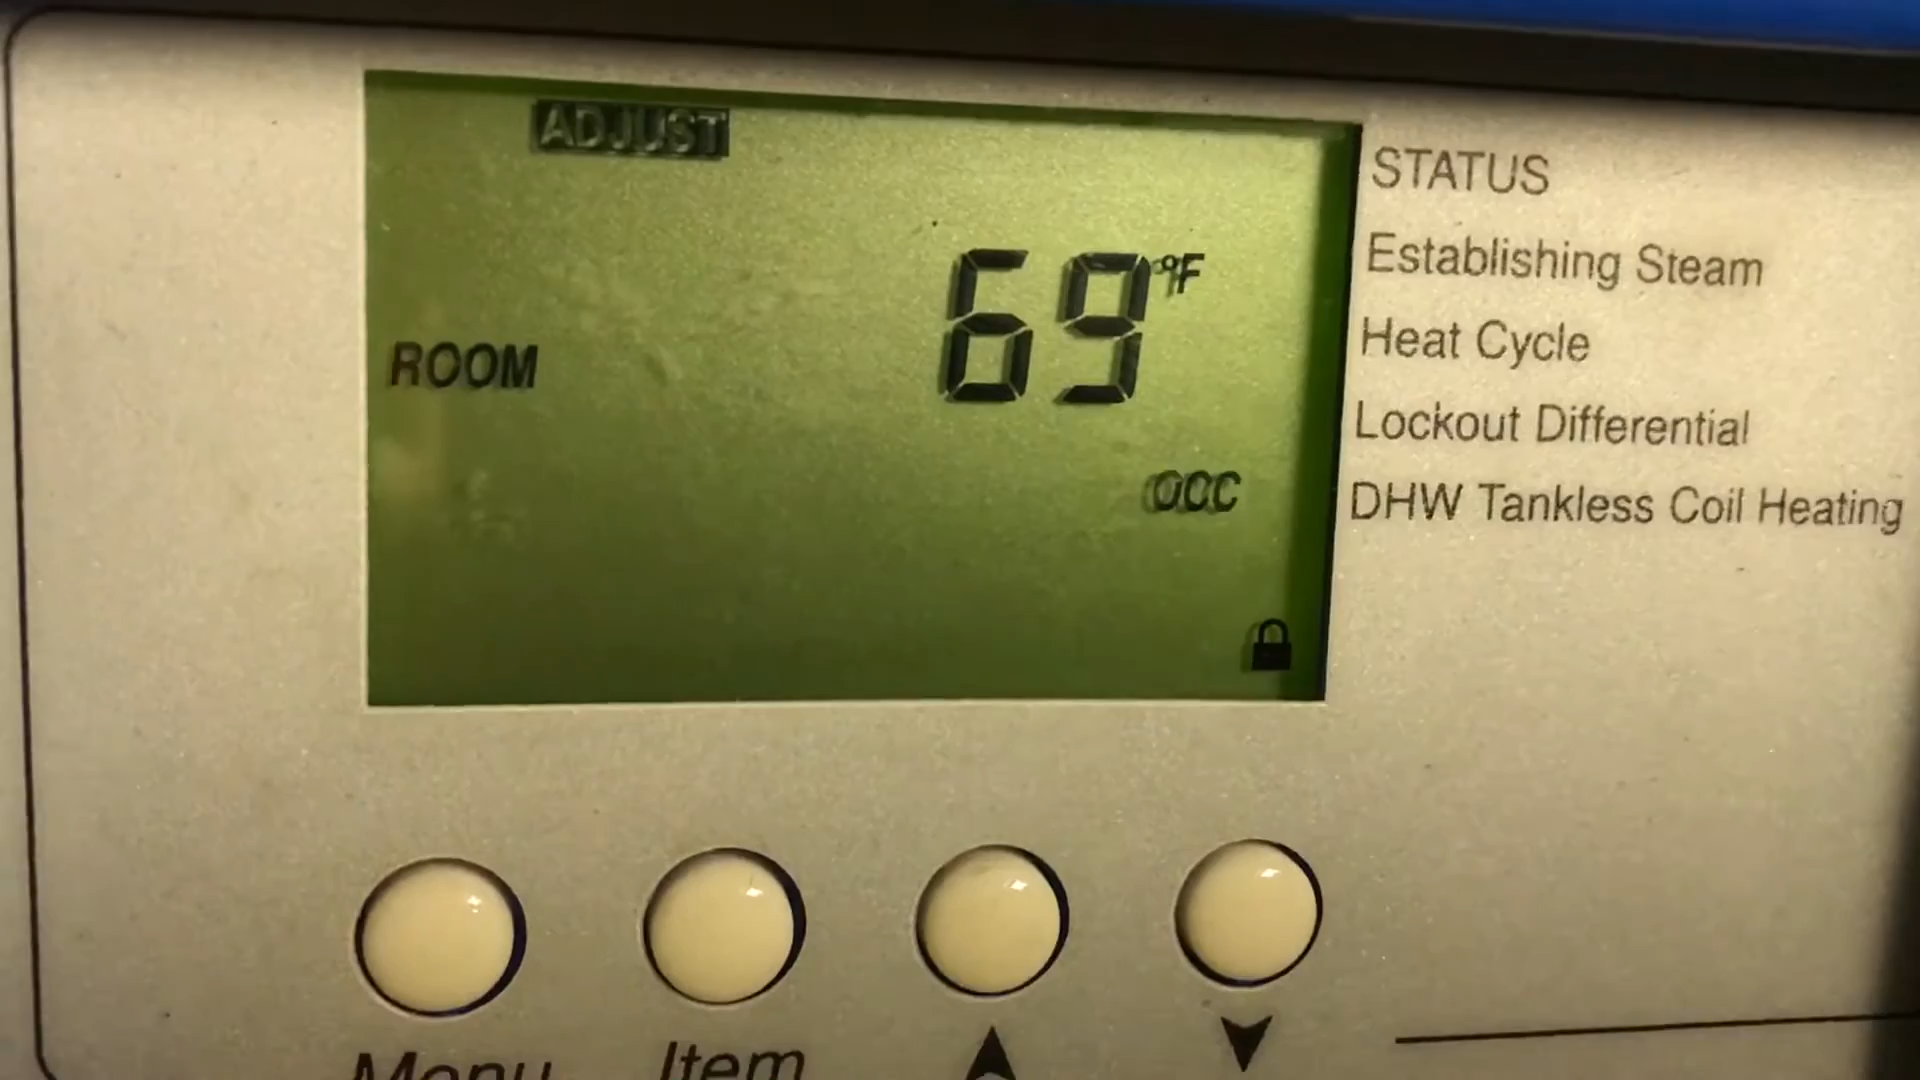 ADJUST
69°F
ROOM
OCC
STATUS
Establishing Steam
Heat Cycle
Lockout Differential
DHW Tankless Coil Heating
Menu
Item